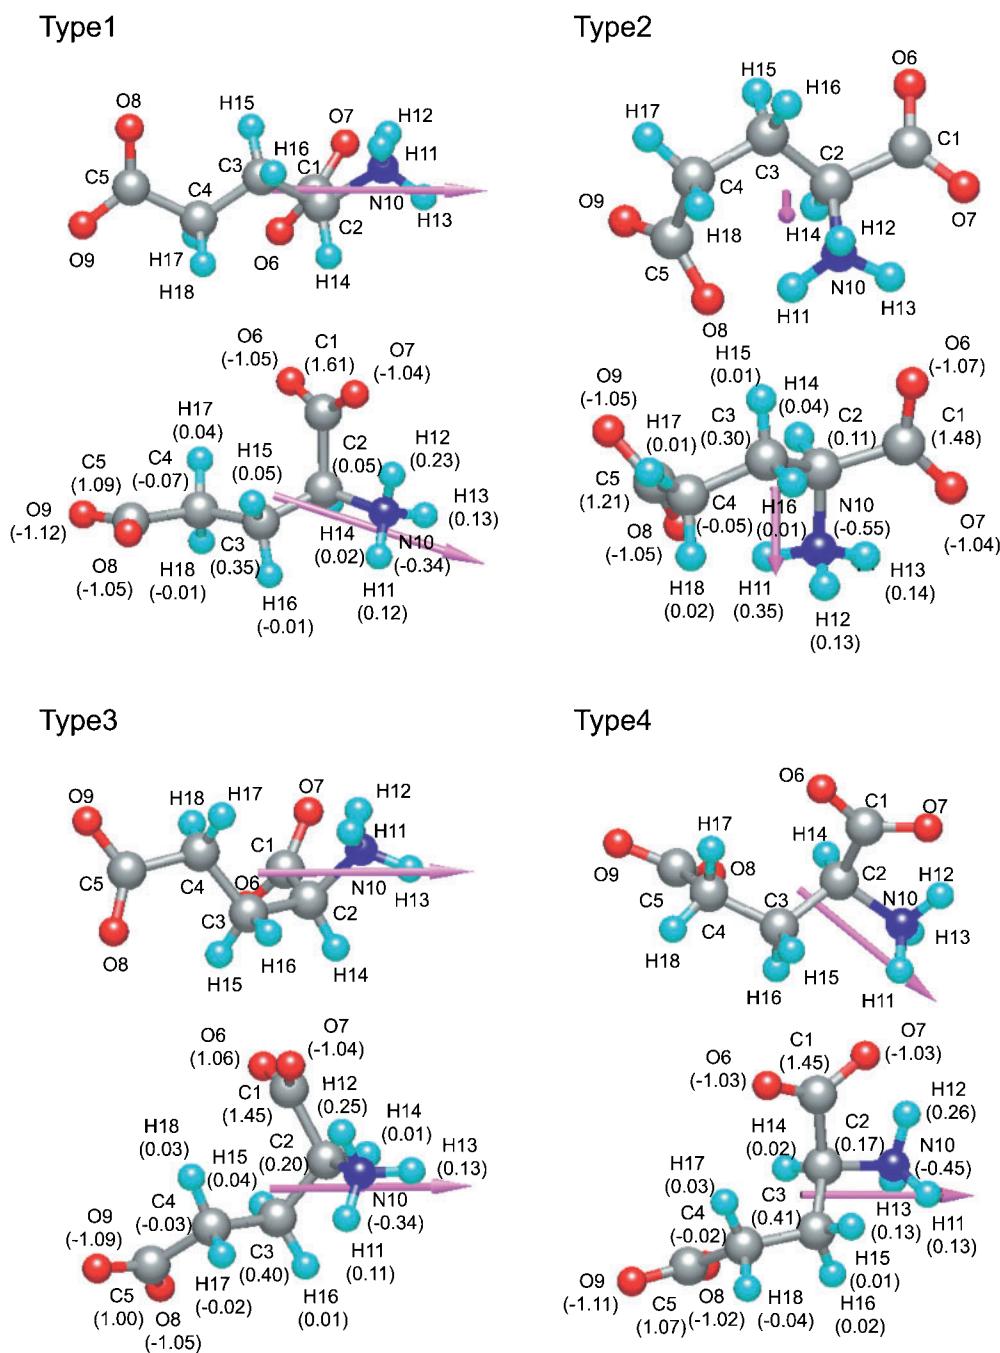 Type1
O8
H15
O7
H12
H16
C1
H11
C3
C5
C4
N10
H13
C2
O9
H17
O6
H14
H18
O6
(-1.05)
C1
(1.61)
O7
(-1.04)
H17
(0.04)
C2
(0.05)
H12
(0.23)
C5
(1.09)
C4
(-0.07)
H15
(0.05)
H13
(0.13)
O9
(-1.12)
O8
(-1.05)
H18
(-0.01)
C3
(0.35)
H14
(0.02)
N10
(-0.34)
H16
(-0.01)
H11
(0.12)
Type2
O6
H15
H16
H17
C1
C2
C3
C4
O9
O7
H14
H12
H18
C5
N10
H11
H13
O8
O6
(-1.07)
H15
(0.01)
O9
(-1.05)
H14
(0.04)
C3
(0.30)
C2
(0.11)
C1
(1.48)
H17
(0.01)
C5
(1.21)
C4
(-0.05)
H16
(0.01)
N10
(-0.55)
O7
(-1.04)
O8
(-1.05)
H18
(0.02)
H11
(0.35)
H13
(0.14)
H12
(0.13)
Type3
O7
O9
H18
H17
H12
C1
H11
C5
C4
O6
N10
H13
C3
C2
O8
H15
H16
H14
O6
(1.06)
O7
(-1.04)
C1
(1.45)
H12
(0.25)
H18
(0.03)
H14
(0.01)
C2
(0.20)
H15
(0.04)
H13
(0.13)
C4
(-0.03)
N10
(-0.34)
O9
(-1.09)
C3
(0.40)
H11
(0.11)
H17
(-0.02)
C5
(1.00)
O8
(-1.05)
H16
(0.01)
Type4
O6
C1
O7
H17
H14
O8
C2
O9
H12
C5
C3
N10
C4
H13
H18
H15
H16
H11
O7
(-1.03)
C1
(1.45)
O6
(-1.03)
H12
(0.26)
H14
(0.02)
C2
(0.17)
N10
(-0.45)
H17
(0.03)
C3
(0.41)
C4
(-0.02)
H13
(0.13)
H11
(0.13)
H15
(0.01)
O9
(-1.11)
C5
(1.07)
O8
(-1.02)
H18
(-0.04)
H16
(0.02)